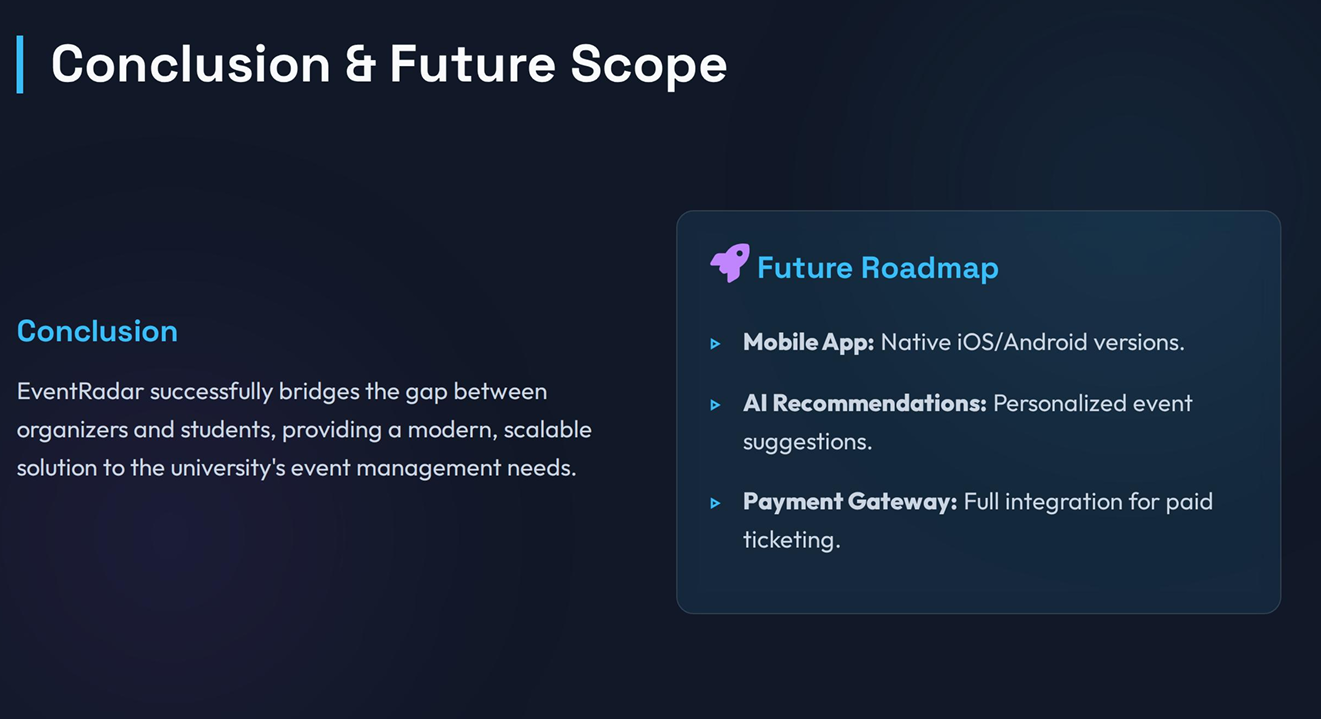 Conclusion & Future Scope
Conclusion
EventRadar successfully bridges the gap between
organizers and students, providing a modern, scalable
solution to the university's event management needs.
Future Roadmap
Mobile App: Native iOS/Android versions.
AI Recommendations: Personalized event
suggestions.
Payment Gateway: Full integration for paid
ticketing.